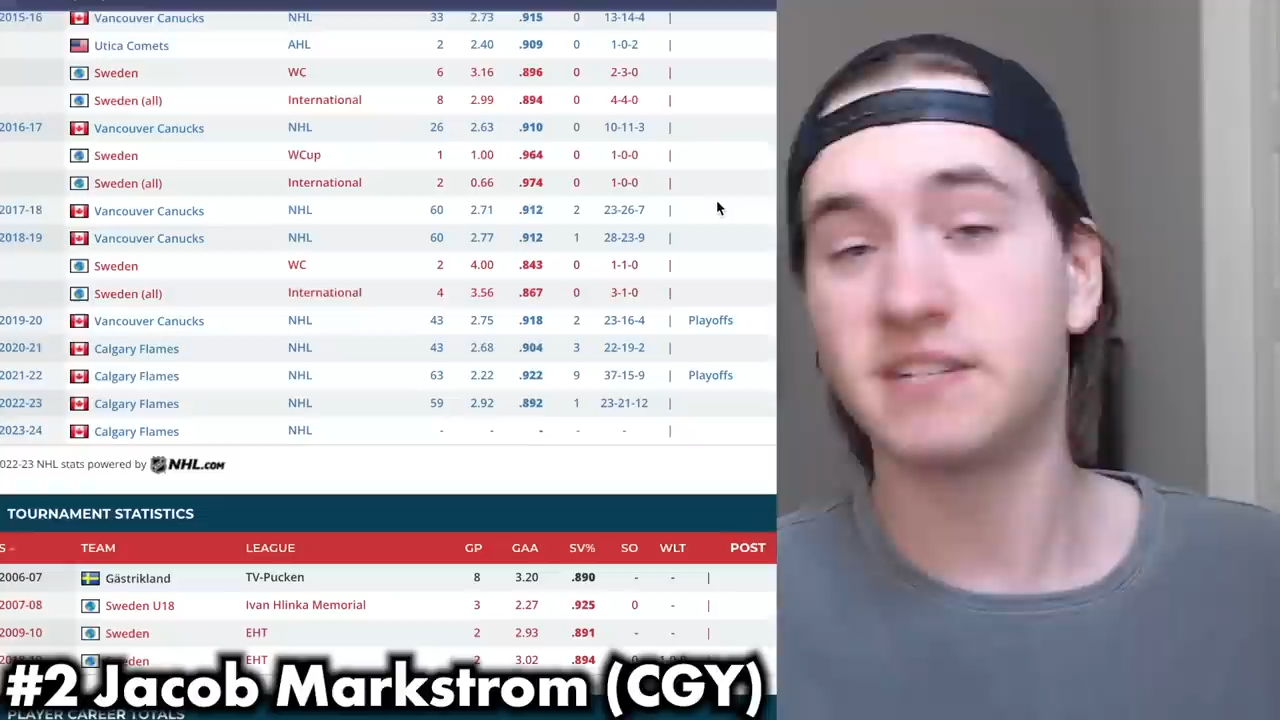 2015-16 Vancouver Canucks NHL 33 2.73 .915 0 13-14-4 |
Utica Comets AHL 2 2.40 .909 0 1-0-2 |
Sweden WC 6 3.16 .896 0 2-3-0 |
Sweden (all) International 8 2.99 .894 0 4-4-0 |
2016-17 Vancouver Canucks NHL 26 2.63 .910 0 10-11-3 |
Sweden WCup 1 1.00 .964 0 1-0-0 |
Sweden (all) International 2 0.66 .974 0 1-0-0 |
2017-18 Vancouver Canucks NHL 60 2.71 .912 2 23-26-7 |
2018-19 Vancouver Canucks NHL 60 2.77 .912 1 28-23-9 |
Sweden WC 2 4.00 .843 0 1-1-0 |
Sweden (all) International 4 3.56 .867 0 3-1-0 |
2019-20 Vancouver Canucks NHL 43 2.75 .918 2 23-16-4 | Playoffs
2020-21 Calgary Flames NHL 43 2.68 .904 3 22-19-2 |
2021-22 Calgary Flames NHL 63 2.22 .922 9 37-15-9 | Playoffs
2022-23 Calgary Flames NHL 59 2.92 .892 1 23-21-12 |
2023-24 Calgary Flames NHL - - - - - |
022-23 NHL stats powered by NHL.COM
TOURNAMENT STATISTICS
S TEAM LEAGUE GP GAA SV% SO WLT POST
2006-07 Gästrikland TV-Pucken 8 3.20 .890 - - |
2007-08 Sweden U18 Ivan Hlinka Memorial 3 2.27 .925 0 - |
2009-10 Sweden EHT 2 2.93 .891 - - |
EHT 2 3.02 .894
#2 Jacob Markstrom (CGY)
PLAYER CAREER TOTALS